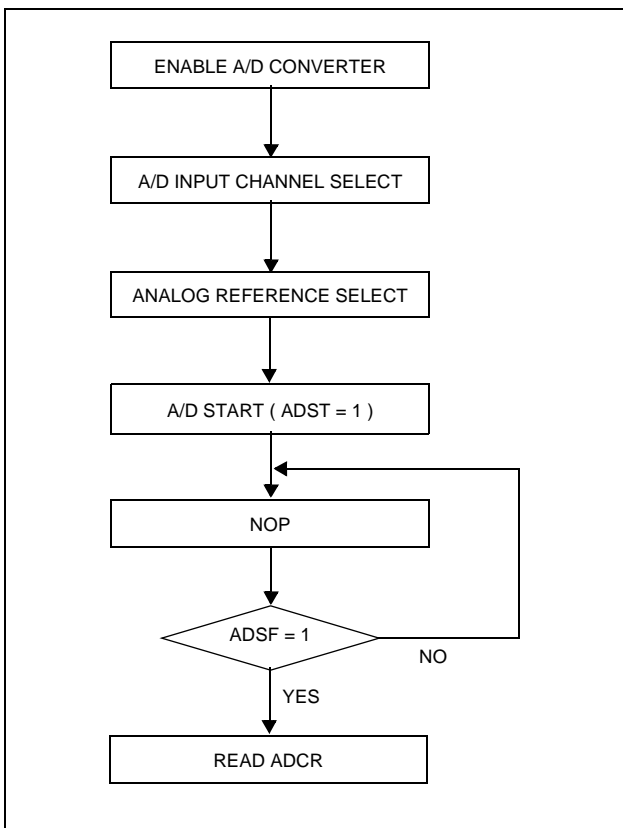 ENABLE A/D CONVERTER
A/D INPUT CHANNEL SELECT
ANALOG REFERENCE SELECT
A/D START ( ADST = 1 )
NOP
ADSF = 1
NO
YES
READ ADCR